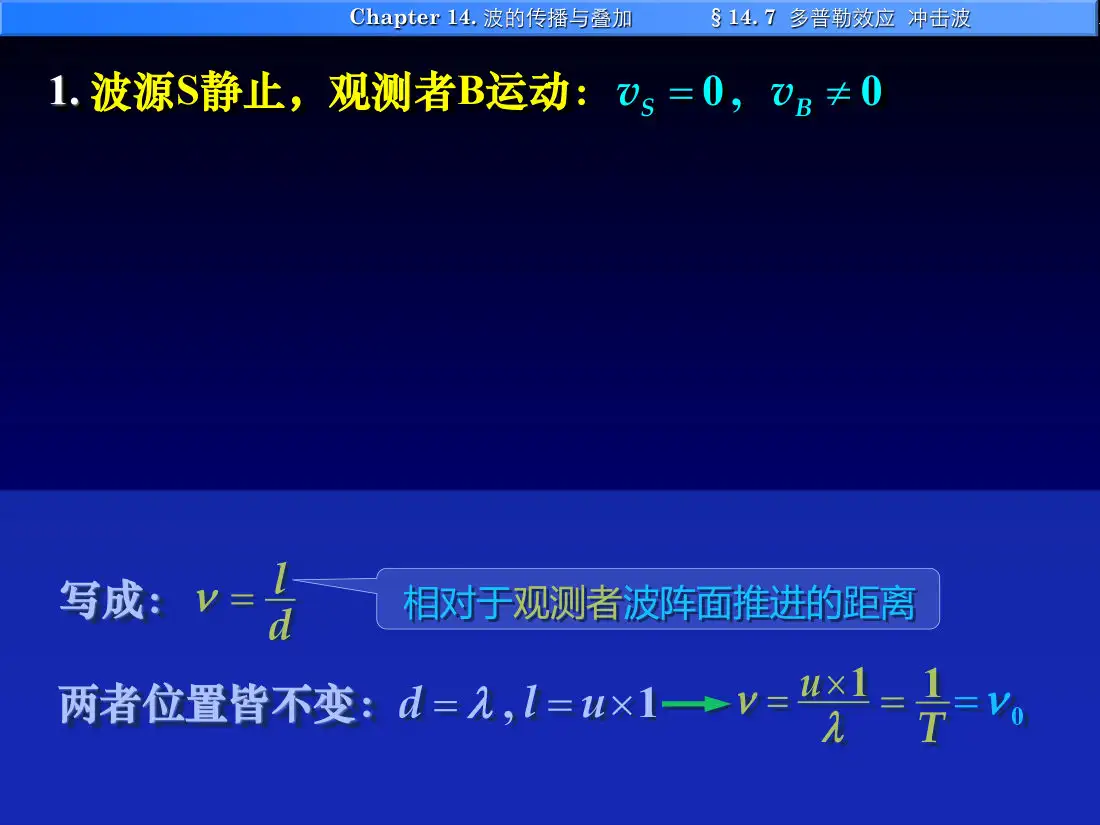 Chapter 14. 波的传播与叠加 § 14. 7 多普勒效应 冲击波
1. 波源S静止，观测者B运动：v_S = 0 , v_B ≠ 0
写成：ν = l/d 相对于观测者波阵面推进的距离
两者位置皆不变：d = λ , l = u×1 → ν = u×1/λ = 1/T = ν_0